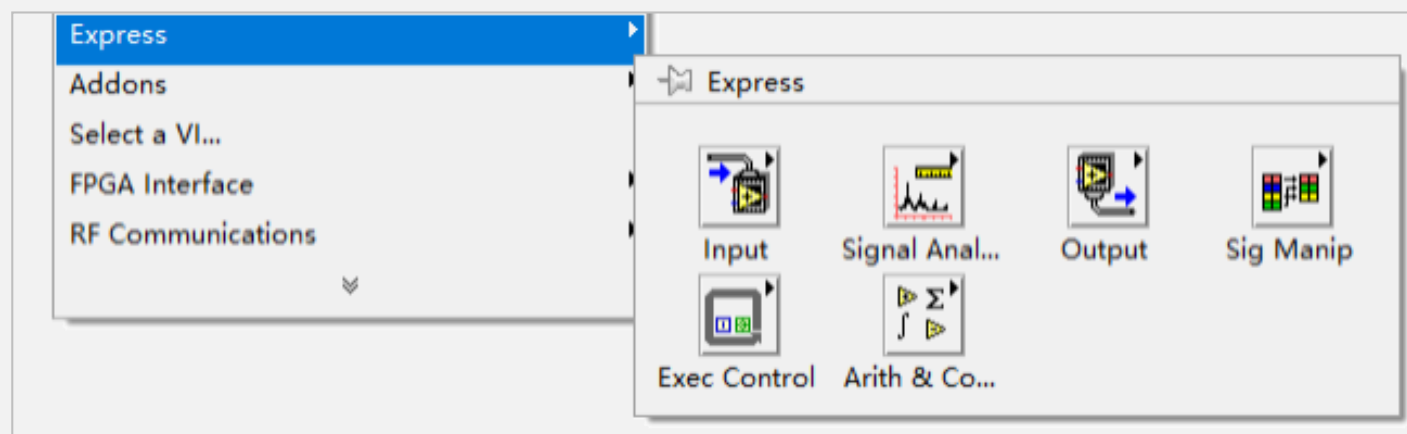 Express
Addons
Select a VI...
FPGA Interface
RF Communications
Express
Input
Signal Anal...
Output
Sig Manip
Exec Control
Arith & Co...